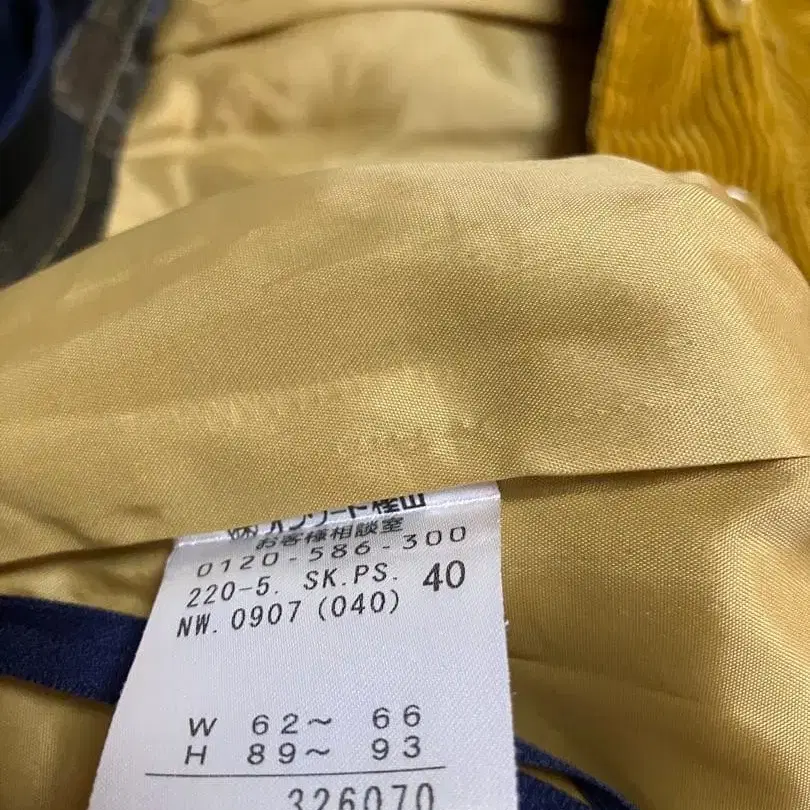 ㈱オンワード樫山
お客様相談室
0120-586-300
220-5. SK.PS. 40
NW. 0907 (040)
W 62～ 66
H 89～ 93
326070